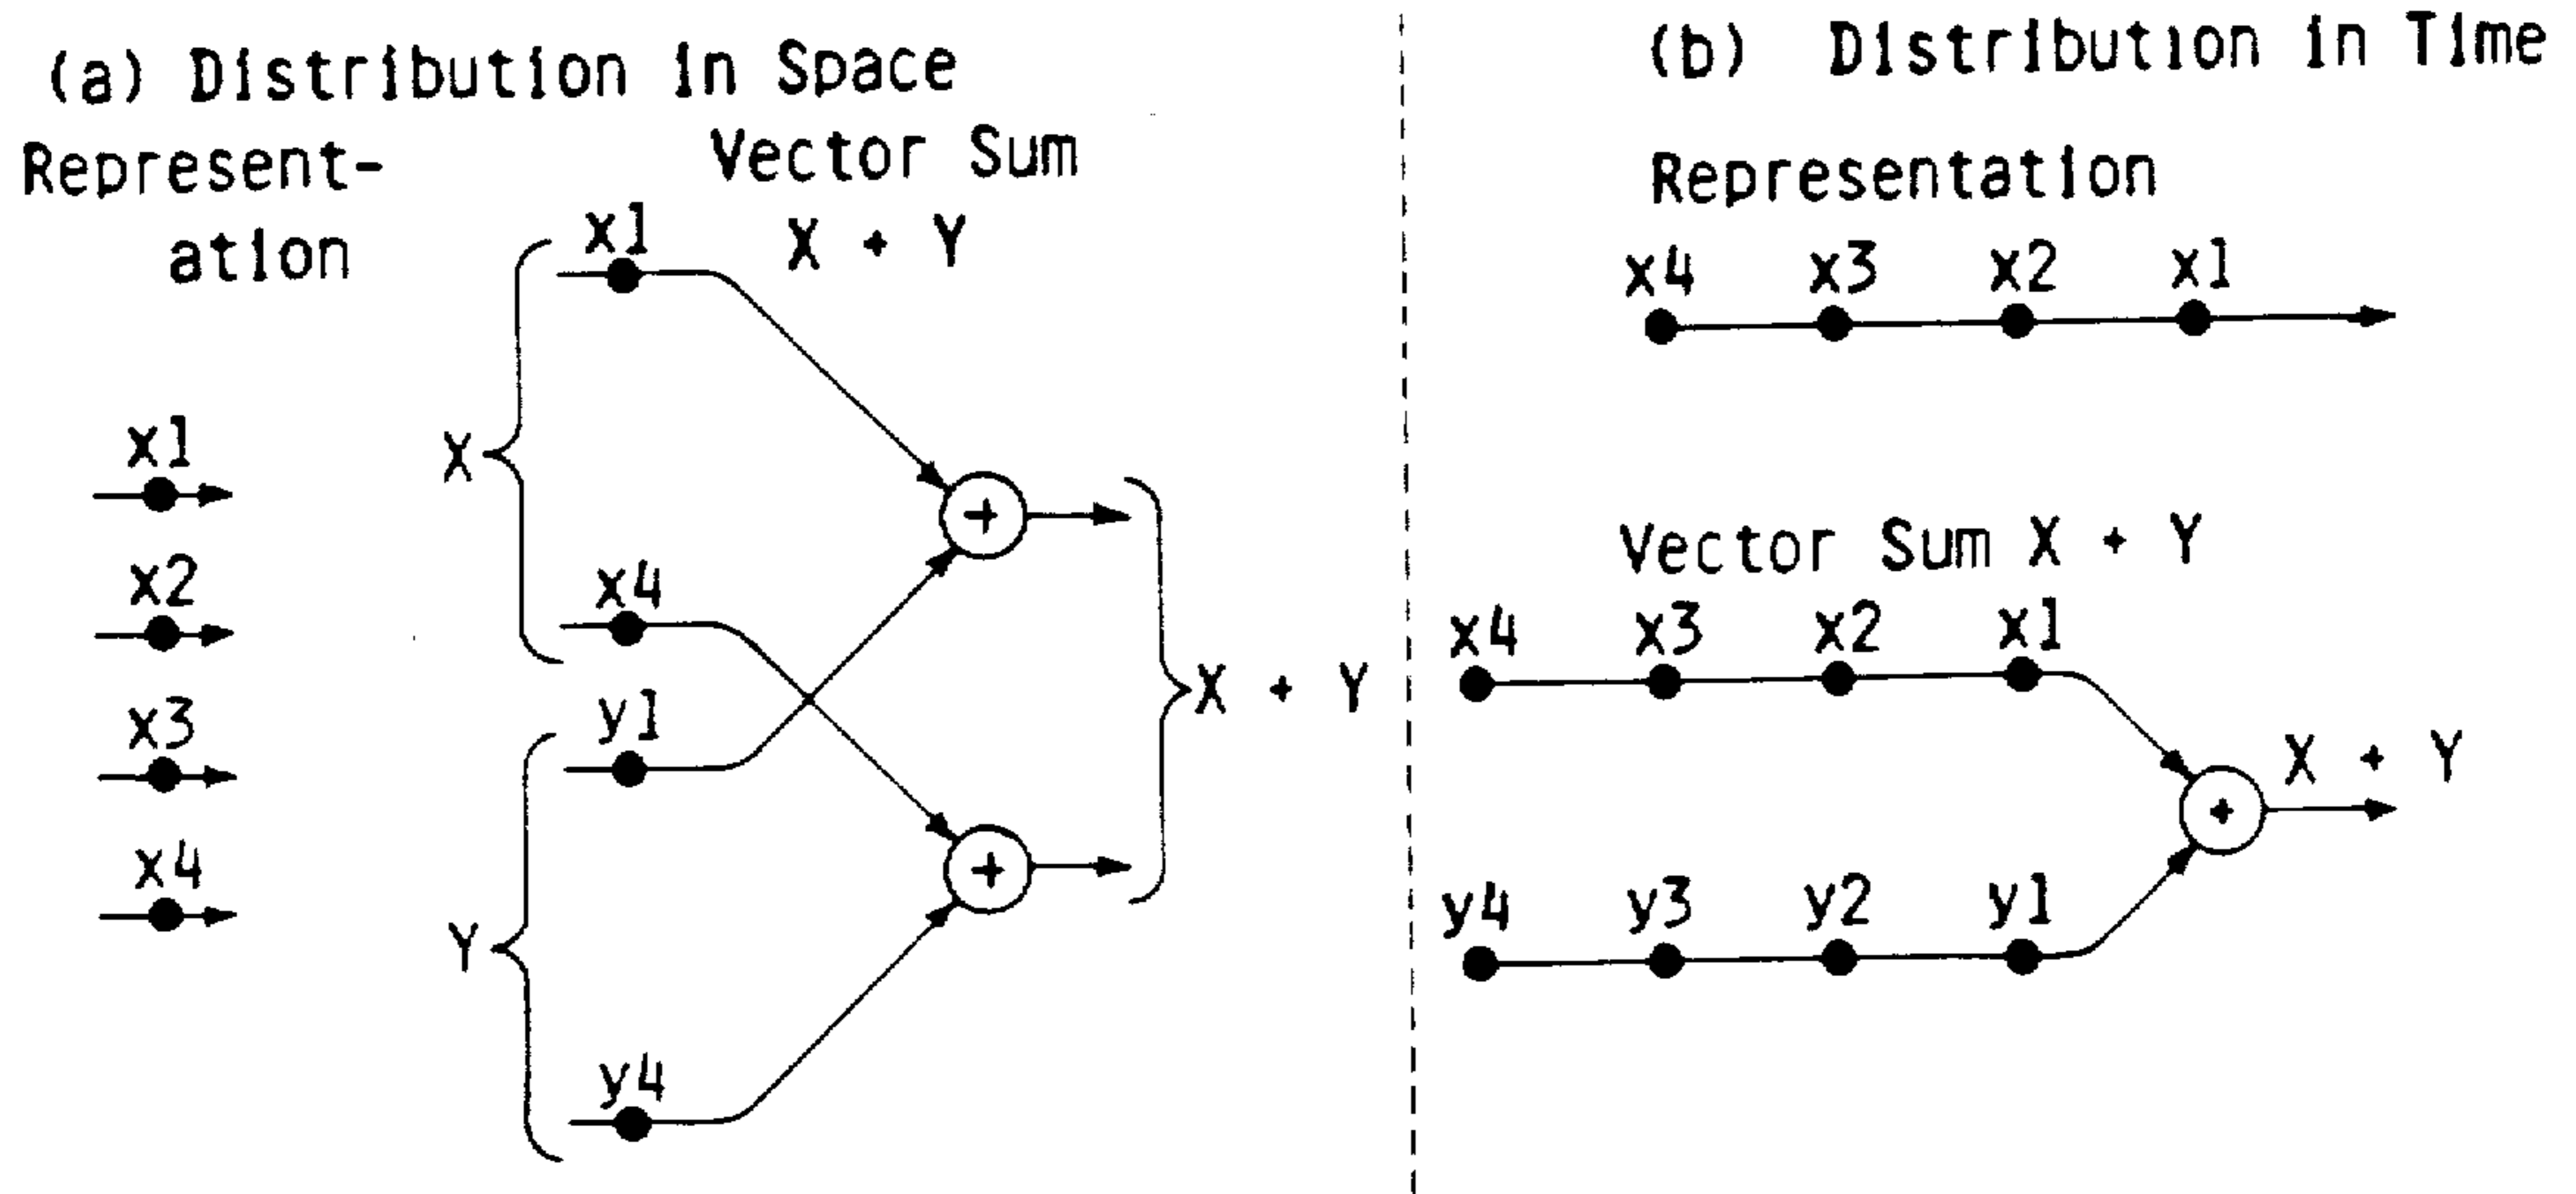 (a) Distribution in Space
Represent-
ation
Vector Sum
X + Y
x1
x2
x3
x4
X
x1
x4
Y
y1
y4
+
+
X + Y
(b) Distribution in Time
Representation
x4 x3 x2 x1
Vector Sum X + Y
x4 x3 x2 x1
y4 y3 y2 y1
+
X + Y